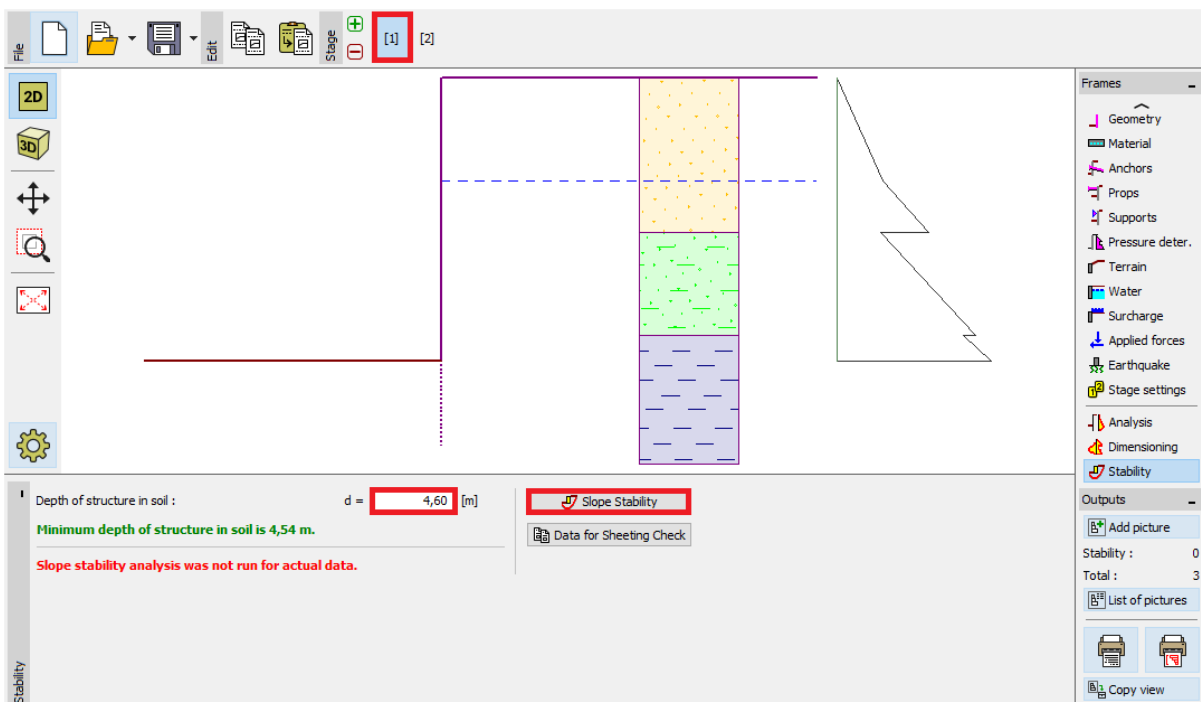 File
Edit
Stage
[1]
[2]
2D
3D
Frames
Geometry
Material
Anchors
Props
Supports
Pressure deter.
Terrain
Water
Surcharge
Applied forces
Earthquake
Stage settings
Analysis
Dimensioning
Stability
Outputs
Add picture
Stability : 0
Total : 3
List of pictures
Copy view
Stability
Depth of structure in soil : d = 4,60 [m]
Minimum depth of structure in soil is 4,54 m.
Slope stability analysis was not run for actual data.
Slope Stability
Data for Sheeting Check